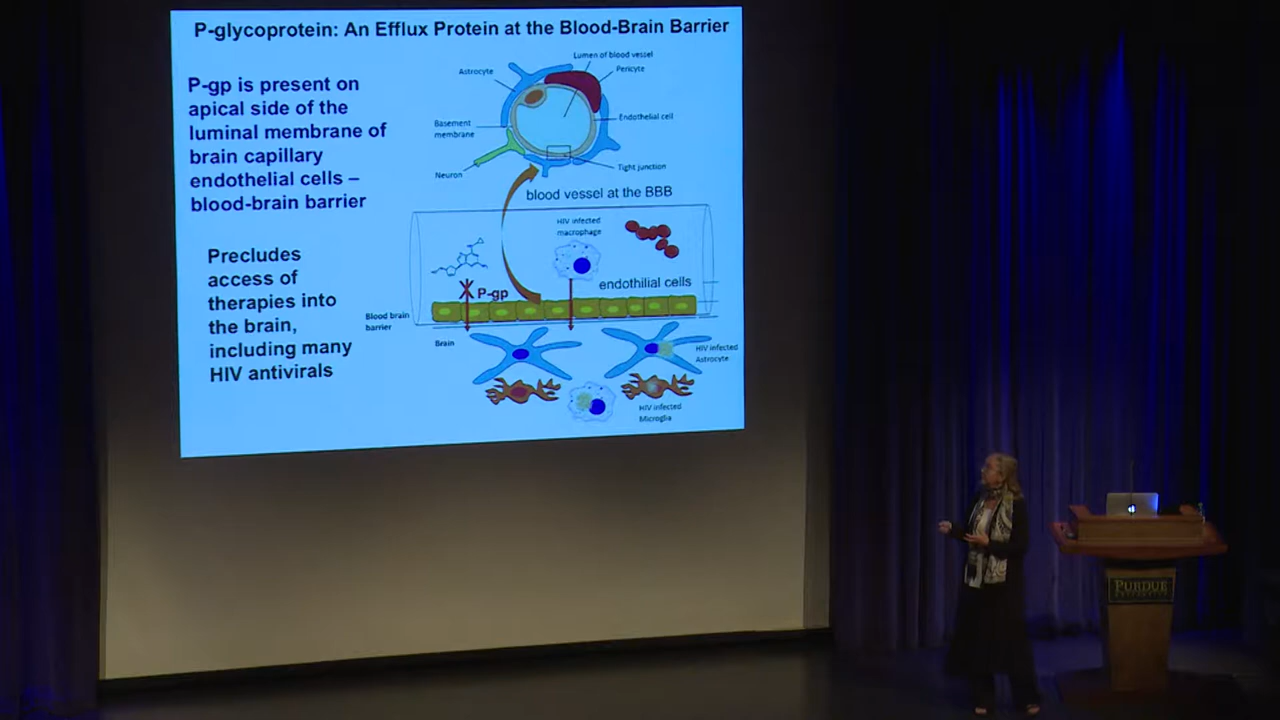 P-glycoprotein: An Efflux Protein at the Blood-Brain Barrier
P-gp is present on
apical side of the
luminal membrane of
brain capillary
endothelial cells –
blood-brain barrier
Precludes
access of
therapies into
the brain,
including many
HIV antivirals
Lumen of blood vessel
Astrocyte
Pericyte
Basement
membrane
Endothelial cell
Neuron
Tight junction
blood vessel at the BBB
HIV infected
macrophage
endothilial cells
P-gp
Blood brain
barrier
Brain
HIV infected
Astrocyte
HIV infected
Microglia
PURDUE